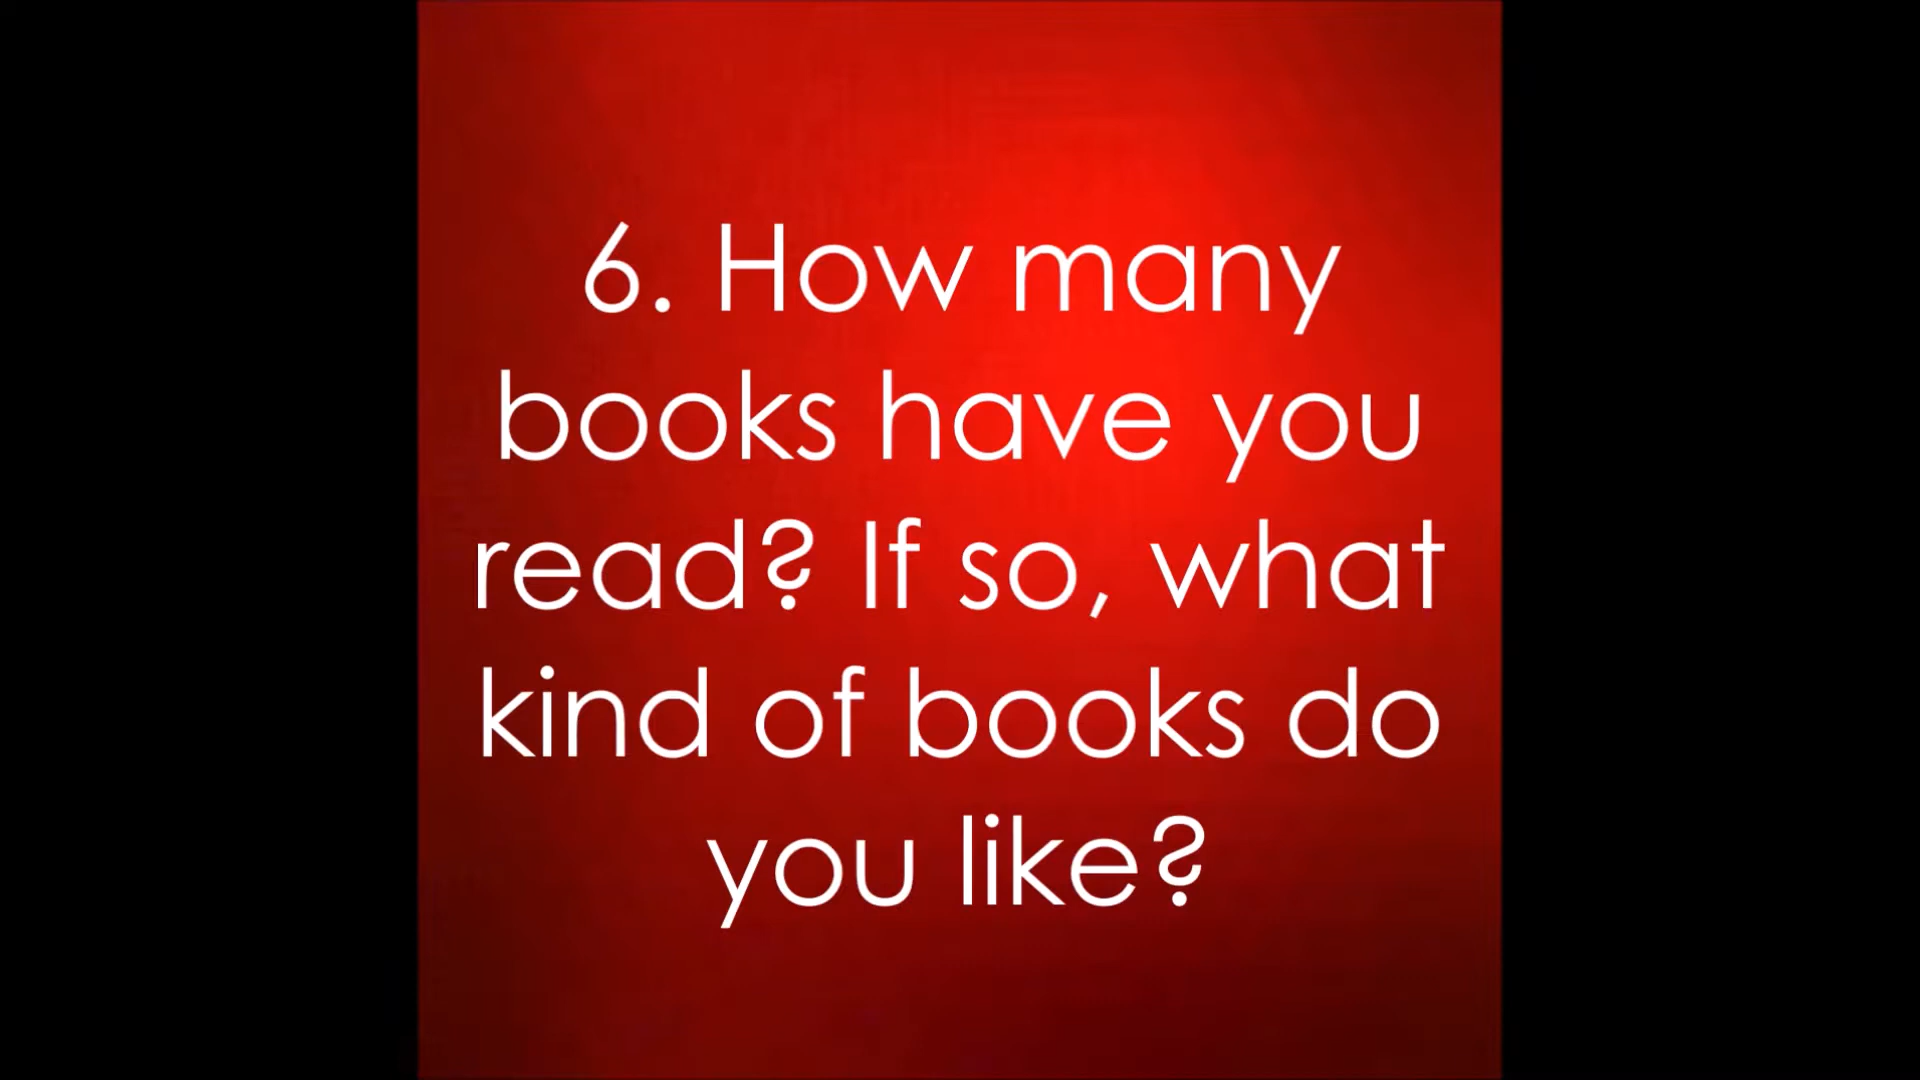 6. How many
books have you
read? If so, what
kind of books do
you like?